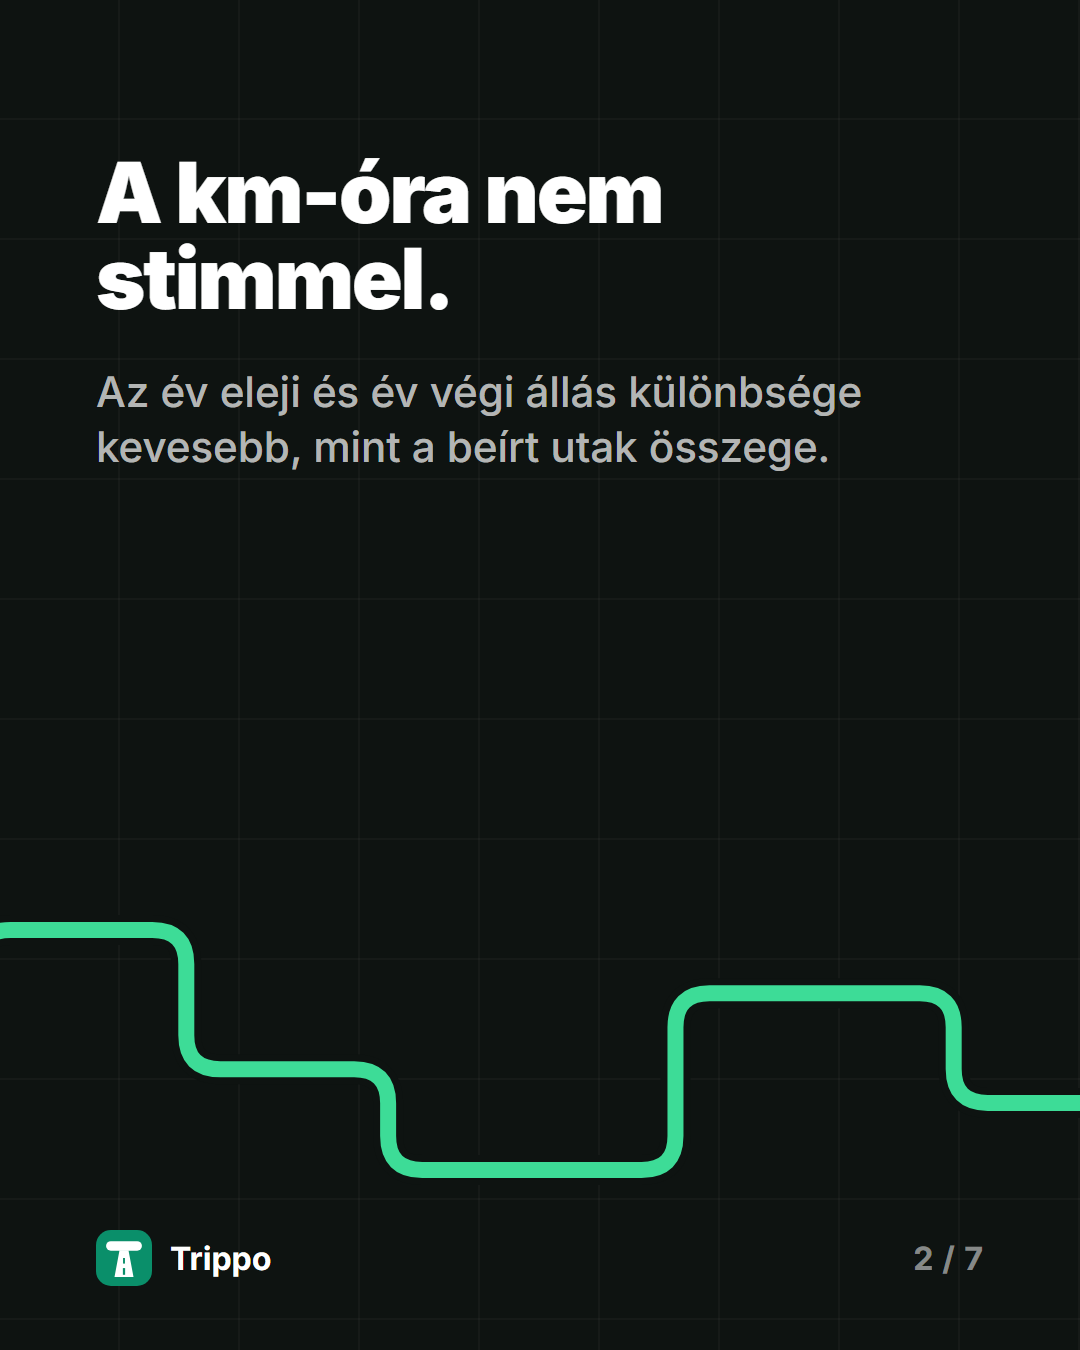 A km-óra nem
stimmel.
Az év eleji és év végi állás különbsége
kevesebb, mint a beírt utak összege.
Trippo
2 / 7